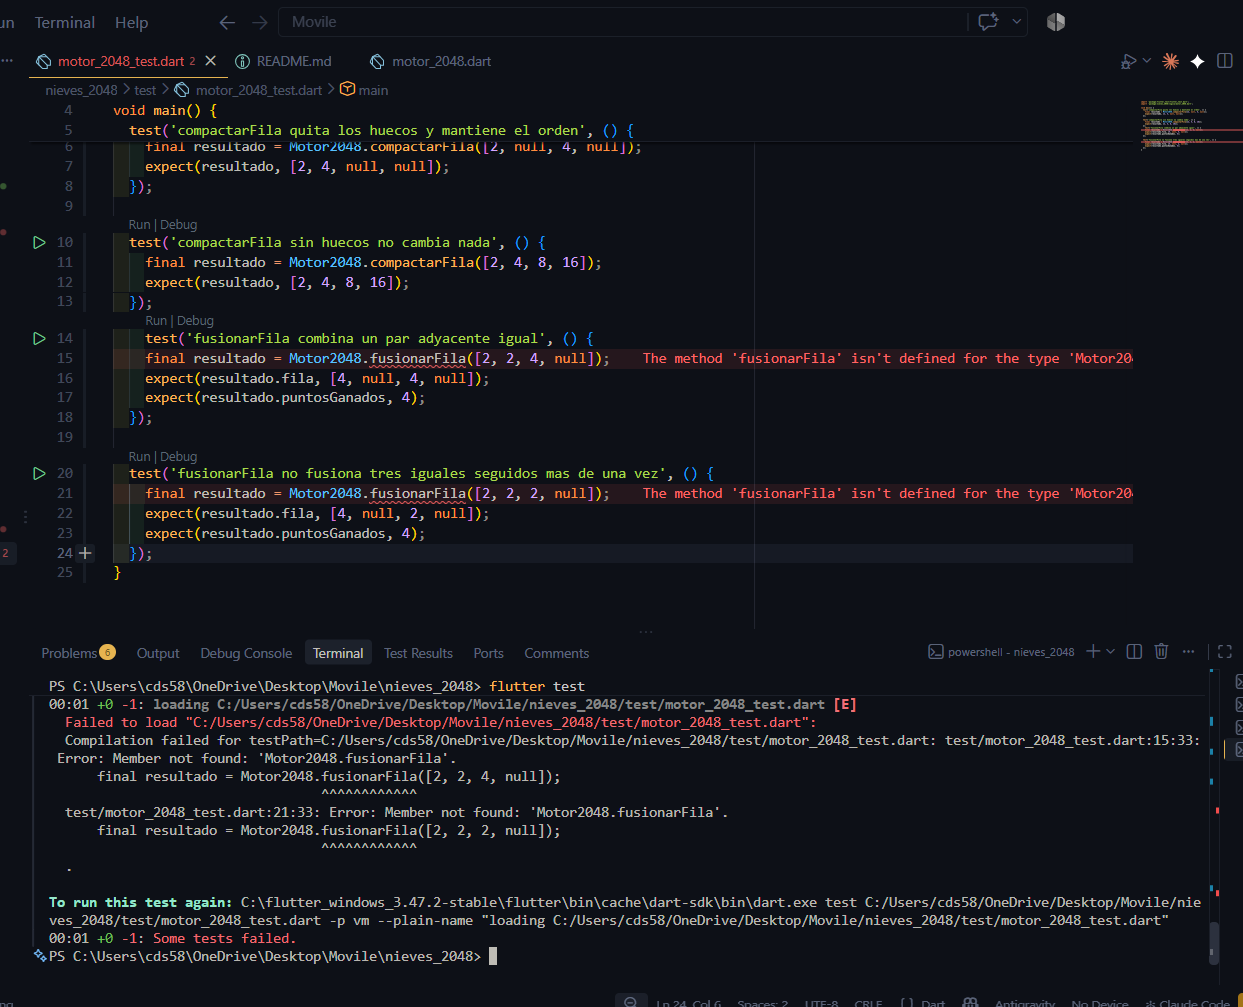 Terminal Help Movile
motor_2048_test.dart 2 README.md motor_2048.dart
nieves_2048 > test > motor_2048_test.dart > main
4 void main() {
5 test('compactarFila quita los huecos y mantiene el orden', () {
6 final resultado = Motor2048.compactarFila([2, null, 4, null]);
7 expect(resultado, [2, 4, null, null]);
8 });
9
Run | Debug
10 test('compactarFila sin huecos no cambia nada', () {
11 final resultado = Motor2048.compactarFila([2, 4, 8, 16]);
12 expect(resultado, [2, 4, 8, 16]);
13 });
Run | Debug
14 test('fusionarFila combina un par adyacente igual', () {
15 final resultado = Motor2048.fusionarFila([2, 2, 4, null]); The method 'fusionarFila' isn't defined for the type 'Motor20
16 expect(resultado.fila, [4, null, 4, null]);
17 expect(resultado.puntosGanados, 4);
18 });
19
Run | Debug
20 test('fusionarFila no fusiona tres iguales seguidos mas de una vez', () {
21 final resultado = Motor2048.fusionarFila([2, 2, 2, null]); The method 'fusionarFila' isn't defined for the type 'Motor20
22 expect(resultado.fila, [4, null, 2, null]);
23 expect(resultado.puntosGanados, 4);
2 24 });
25 }
Problems 6 Output Debug Console Terminal Test Results Ports Comments powershell - nieves_2048
PS C:\Users\cds58\OneDrive\Desktop\Movile\nieves_2048> flutter test
00:01 +0 -1: loading C:/Users/cds58/OneDrive/Desktop/Movile/nieves_2048/test/motor_2048_test.dart [E]
Failed to load "C:/Users/cds58/OneDrive/Desktop/Movile/nieves_2048/test/motor_2048_test.dart":
Compilation failed for testPath=C:/Users/cds58/OneDrive/Desktop/Movile/nieves_2048/test/motor_2048_test.dart: test/motor_2048_test.dart:15:33:
Error: Member not found: 'Motor2048.fusionarFila'.
final resultado = Motor2048.fusionarFila([2, 2, 4, null]);
^^^^^^^^^^^^
test/motor_2048_test.dart:21:33: Error: Member not found: 'Motor2048.fusionarFila'.
final resultado = Motor2048.fusionarFila([2, 2, 2, null]);
^^^^^^^^^^^^
.
To run this test again: C:\flutter_windows_3.47.2-stable\flutter\bin\cache\dart-sdk\bin\dart.exe test C:/Users/cds58/OneDrive/Desktop/Movile/nie
ves_2048/test/motor_2048_test.dart -p vm --plain-name "loading C:/Users/cds58/OneDrive/Desktop/Movile/nieves_2048/test/motor_2048_test.dart"
00:01 +0 -1: Some tests failed.
PS C:\Users\cds58\OneDrive\Desktop\Movile\nieves_2048>
Ln 24, Col 6 Spaces: 2 UTF-8 CRLF {} Dart Antigravity No Device Claude Code